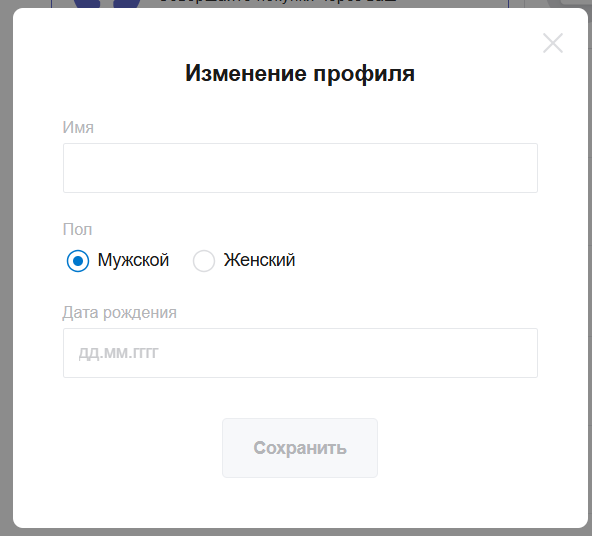 Изменение профиля
Имя
Пол
Мужской Женский
Дата рождения
ДД.ММ.ГГГГ
Сохранить